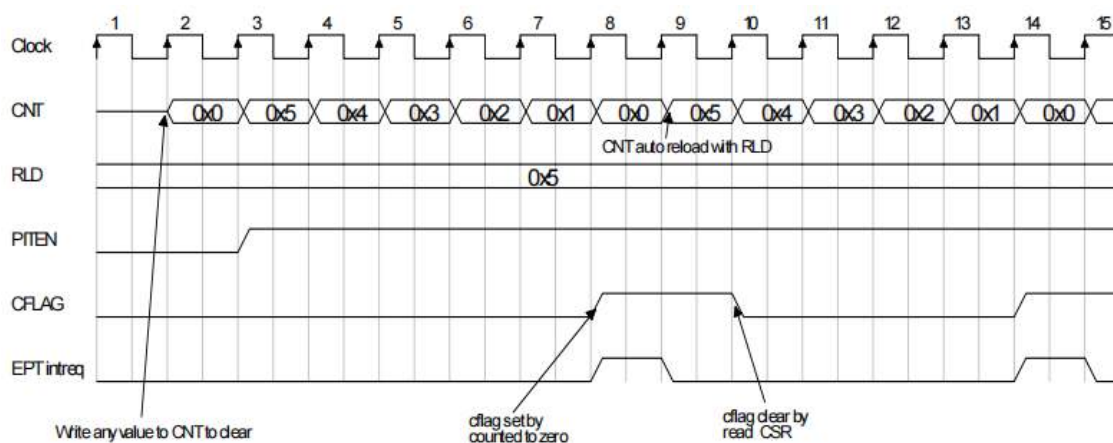 1 2 3 4 5 6 7 8 9 10 11 12 13 14 15
Clock
CNT 0x0 0x5 0x4 0x3 0x2 0x1 0x0 0x5 0x4 0x3 0x2 0x1 0x0
CNT auto reload with RLD
RLD 0x5
PITEN
CFLAG
EPT intreq
Write any value to CNT to clear
cflag set by
counted to zero
cflag clear by
read CSR